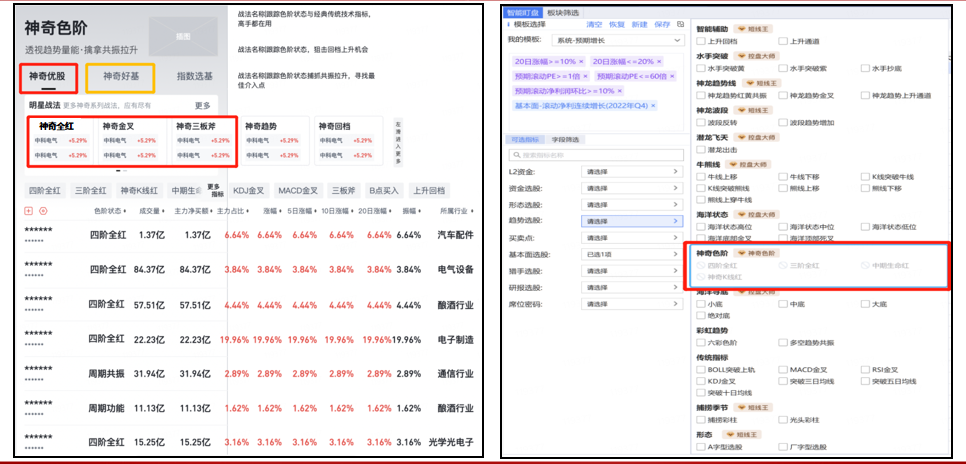 神奇色阶
透视趋势量能·擒拿共振拉升
插图
神奇优股
神奇好基
指数选基
明星战法 更多神奇系列战法，应有尽有
更多
战法名称|跟踪色阶状态与经典传统技术指标，
高手都在用
战法名称|跟踪色阶状态，狙击回档上升机会
战法名称|跟踪色阶状态捕抓共振拉升、寻找最
佳介入点
神奇全红 神奇金叉 神奇三板斧 神奇趋势 神奇回档
中科电气 +5.29% 中科电气 +5.29% 中科电气 +5.29% 中科电气 +5.29% 中科电气 +5.29%
中科电气 +5.29% 中科电气 +5.29% 中科电气 +5.29% 中科电气 +5.29% 中科电气 +5.29%
左滑进入更多
四阶全红 三阶全红 神奇K线红 中期生 更多指标 KDJ金叉 MACD金叉 三板斧 B点买入 上升回档
色阶状态 成交量 主力净买额 主力占比 涨幅 5日涨幅 10日涨幅 20日涨幅 振幅 所属行业
****** 四阶全红 1.37亿 1.37亿 6.64% 6.64% 6.64% 6.64% 6.64% 6.64% 汽车配件
******
****** 四阶全红 84.37亿 84.37亿 3.84% 3.84% 3.84% 3.84% 3.84% 3.84% 电气设备
******
****** 四阶全红 57.51亿 57.51亿 4.44% 4.44% 4.44% 4.44% 4.44% 4.44% 酿酒行业
******
****** 四阶全红 22.23亿 22.23亿 19.96% 19.96% 19.96% 19.96% 19.96% 19.96% 电子制造
******
****** 周期共振 31.94亿 31.94亿 2.89% 2.89% 2.89% 2.89% 2.89% 2.89% 通信行业
******
****** 周期功能 11.13亿 11.13亿 1.62% 1.62% 1.62% 1.62% 1.62% 1.62% 酿酒行业
******
****** 四阶全红 15.25亿 15.25亿 3.16% 3.16% 3.16% 3.16% 3.16% 3.16% 光学光电子
******
智能盯盘 板块筛选
模板选择 清空 恢复 新建 保存
我的模板： 系统-预期增长
20日涨幅>=10% × 20日涨幅<=20% ×
预期滚动PE>=1倍 × 预期滚动PE<=60倍 ×
预期滚动净利润环比>=10% ×
基本面-滚动净利连续增长(2022年Q4) ×
可选指标 字段筛选
搜索指标名称
L2资金： 请选择
资金选股： 请选择
形态选股： 请选择
趋势选股： 请选择
买卖点： 请选择
基本面选股： 已选1项
猎手选股： 请选择
研报选股： 请选择
席位密码： 请选择
智能辅助 短线王
上升回档 上升通道
水手突破 控盘大师
水手突破黄 水手突破紫 水手抄底
神龙趋势线 短线王
神龙趋势黄共振 神龙趋势金叉 神龙趋势上升通道
神龙波段 短线王
波段反转 波段趋势增加
潜龙飞天 控盘大师
潜龙出击
牛熊线 控盘大师
牛线上移 牛线下移 K线突破牛线
K线突破熊线 熊线上移 熊线下移
熊线上穿牛线
海洋状态 控盘大师
海洋状态高位 海洋状态中位 海洋状态低位
海洋底部金叉 海洋顶部死叉
神奇色阶 神奇色阶
四阶全红 三阶全红 中期生命红
神奇K线红
海洋寻底 控盘大师
小底 中底 大底
绝对底
彩虹趋势
六彩色阶 多空趋势共振
传统指标
BOLL突破上轨 MACD金叉 RSI金叉
KDJ金叉 突破三日均线 突破五日均线
突破十日均线
捕捞季节 短线王
捕捞彩柱 光头彩柱
形态 短线王
A字型选股 厂字型选股